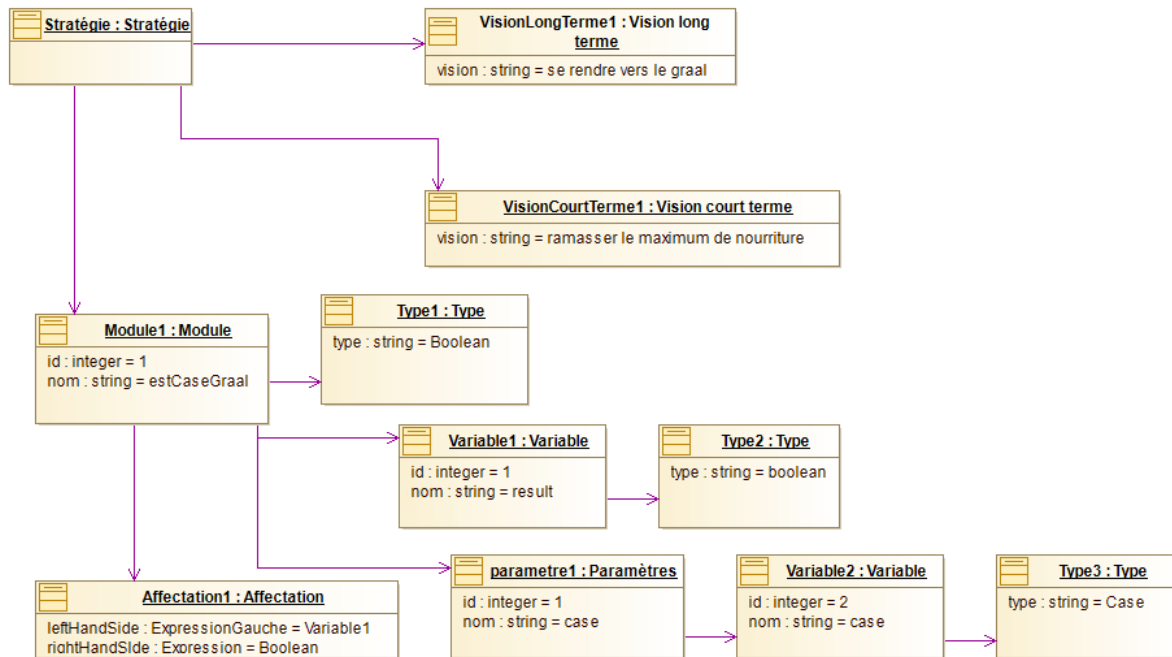 Stratégie : Stratégie
VisionLongTerme1 : Vision long
terme
vision : string = se rendre vers le graal
VisionCourtTerme1 : Vision court terme
vision : string = ramasser le maximum de nourriture
Module1 : Module
id : integer = 1
nom : string = estCaseGraal
Type1 : Type
type : string = Boolean
Variable1 : Variable
id : integer = 1
nom : string = result
Type2 : Type
type : string = boolean
Affectation1 : Affectation
leftHandSide : ExpressionGauche = Variable1
rightHandSIde : Expression = Boolean
parametre1 : Paramètres
id : integer = 1
nom : string = case
Variable2 : Variable
id : integer = 2
nom : string = case
Type3 : Type
type : string = Case